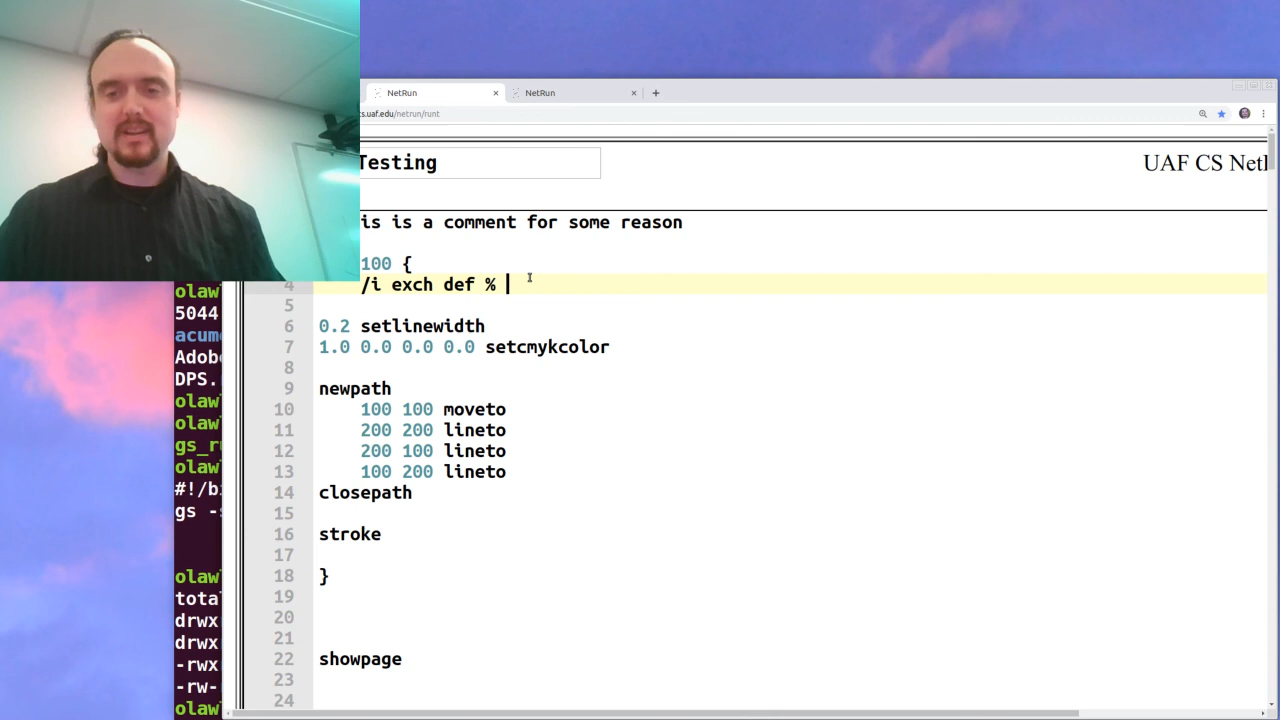 NetRun × NetRun × +
cs.uaf.edu/netrun/runt
Testing
UAF CS Net
is is a comment for some reason
100 {
4 /i exch def %
5
6 0.2 setlinewidth
7 1.0 0.0 0.0 0.0 setcmykcolor
8
9 newpath
10 100 100 moveto
11 200 200 lineto
12 200 100 lineto
13 100 200 lineto
14 closepath
15
16 stroke
17
18 }
19
20
21
22 showpage
23
24
olaw
5044
acum
Adob
DPS.
olaw
olaw
gs_r
olaw
#!/b
gs -
olaw
tota
drwx
drwx
-rwx
-rw-
olaw